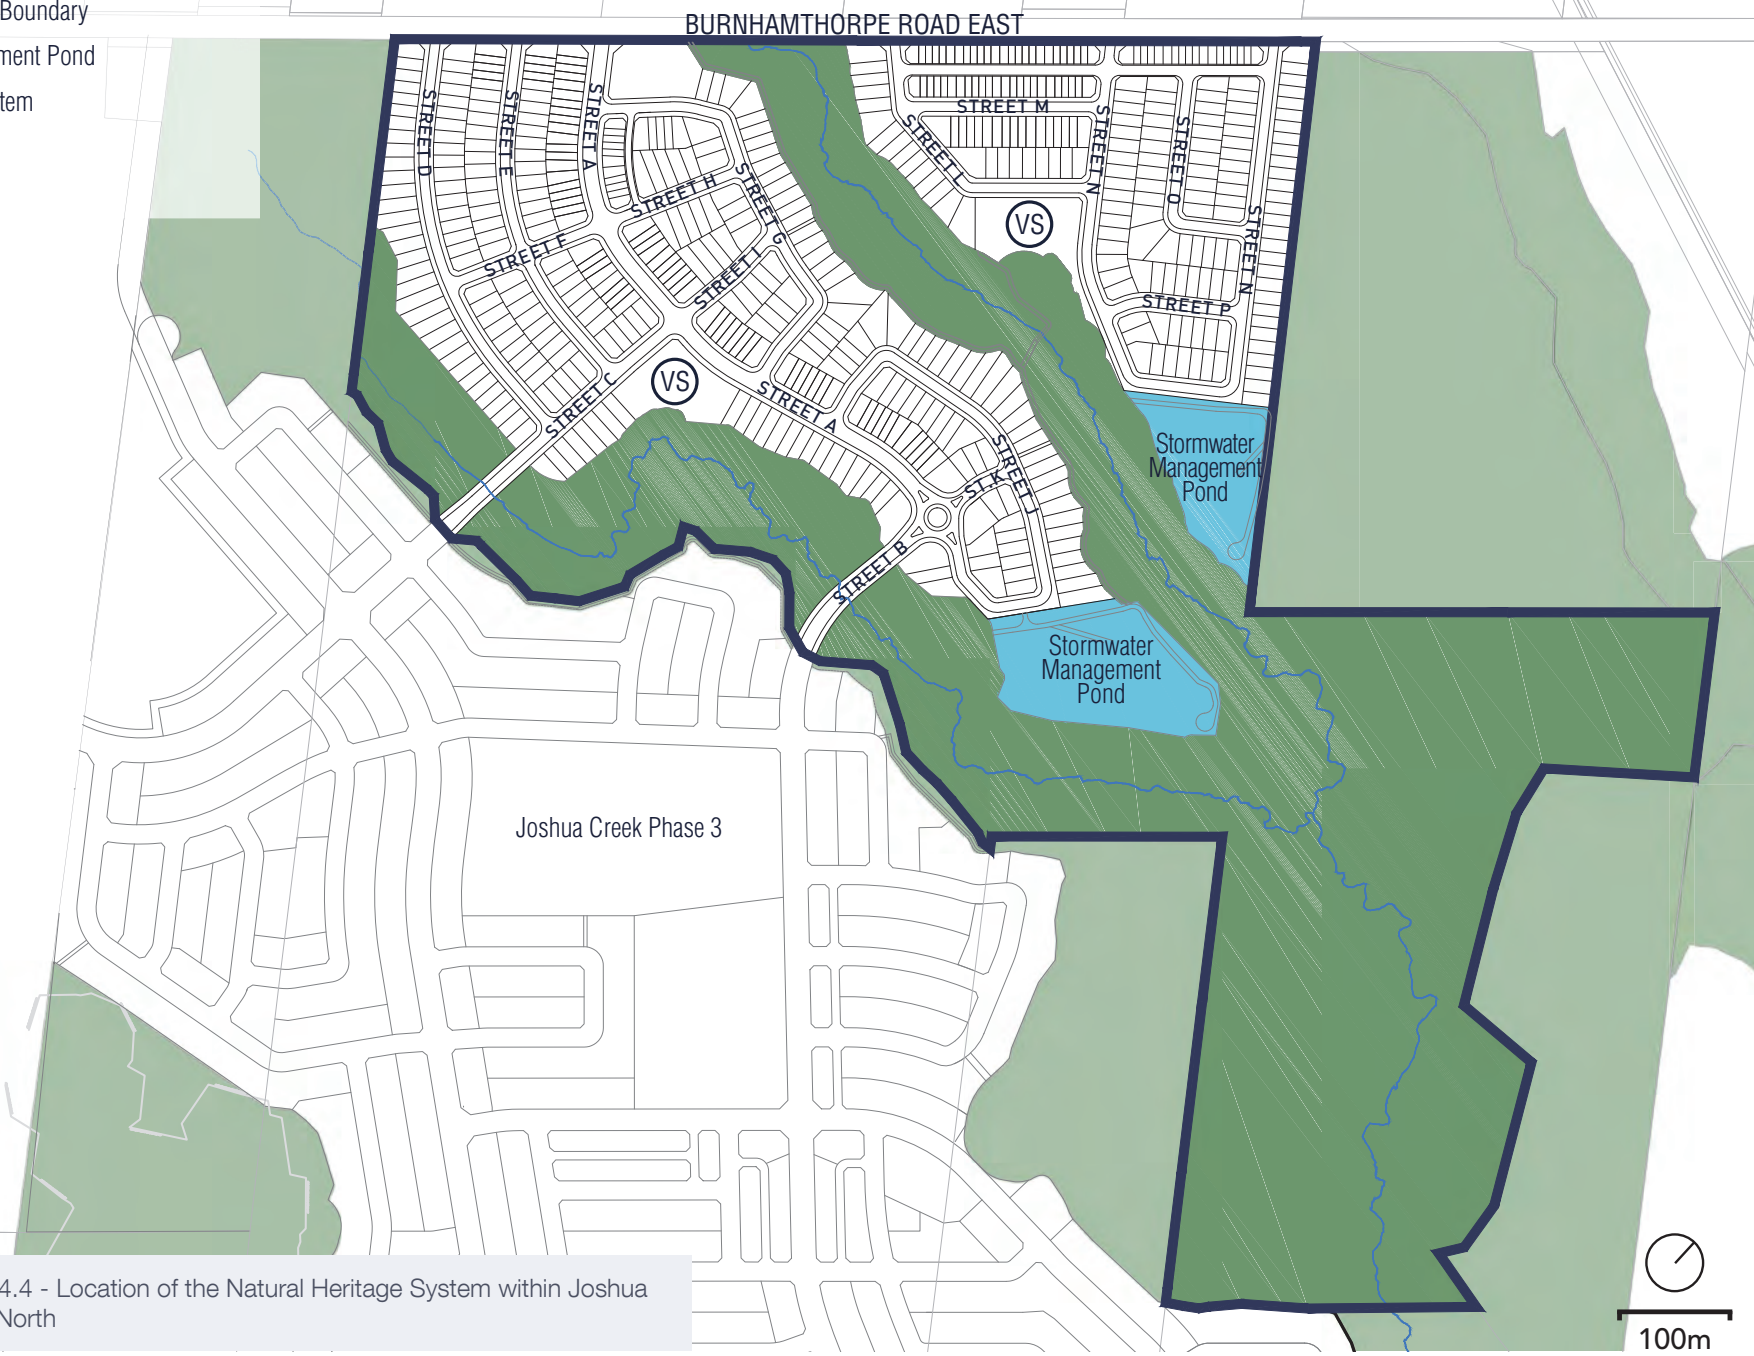 Boundary
ment Pond
tem
BURNHAMTHORPE ROAD EAST
STREET D
STREET E
STREET A
STREET H
STREET G
STREET F
STREET I
STREET C
VS
STREET A
STREET J
ST.K
STREET B
STREET L
STREET M
STREET N
STREET O
STREET N
STREET P
VS
Stormwater
Management
Pond
Stormwater
Management
Pond
Joshua Creek Phase 3
4.4 - Location of the Natural Heritage System within Joshua
North
100m